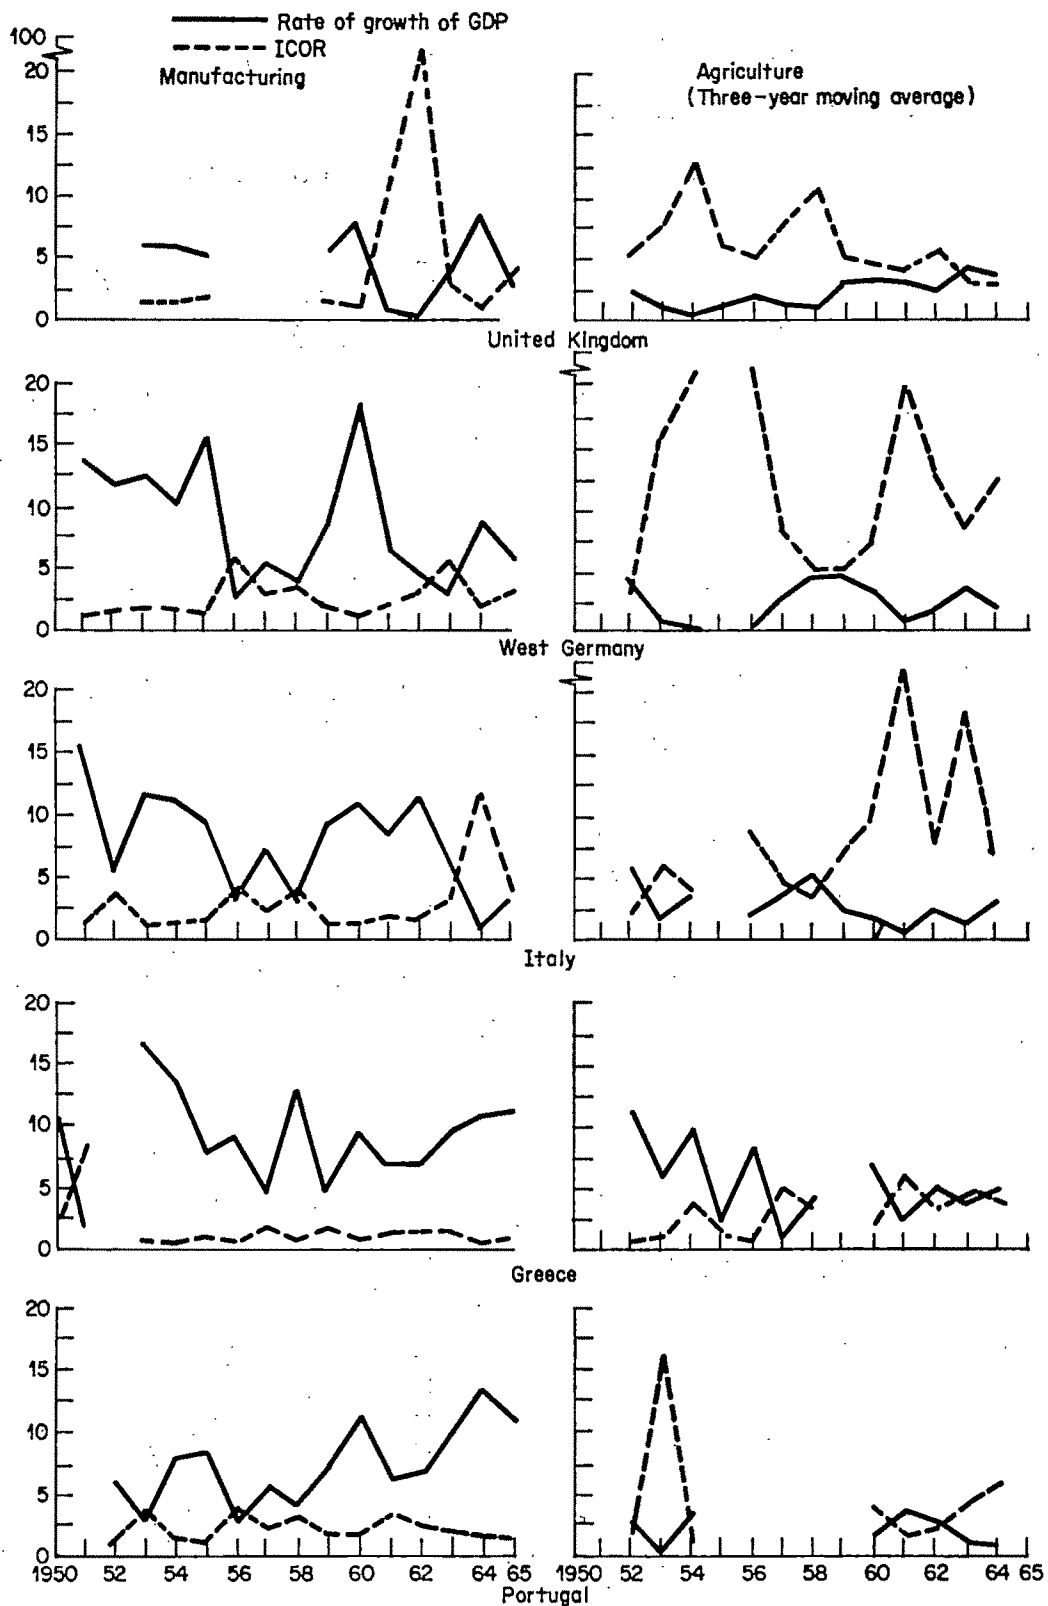 Rate of growth of GDP
ICOR
Manufacturing
Agriculture
(Three-year moving average)
100
20
15
10
5
0
United Kingdom
20
15
10
5
0
West Germany
20
15
10
5
0
Italy
20
15
10
5
0
Greece
20
15
10
5
0
1950 52 54 56 58 60 62 64 65
1950 52 54 56 58 60 62 64 65
Portugal